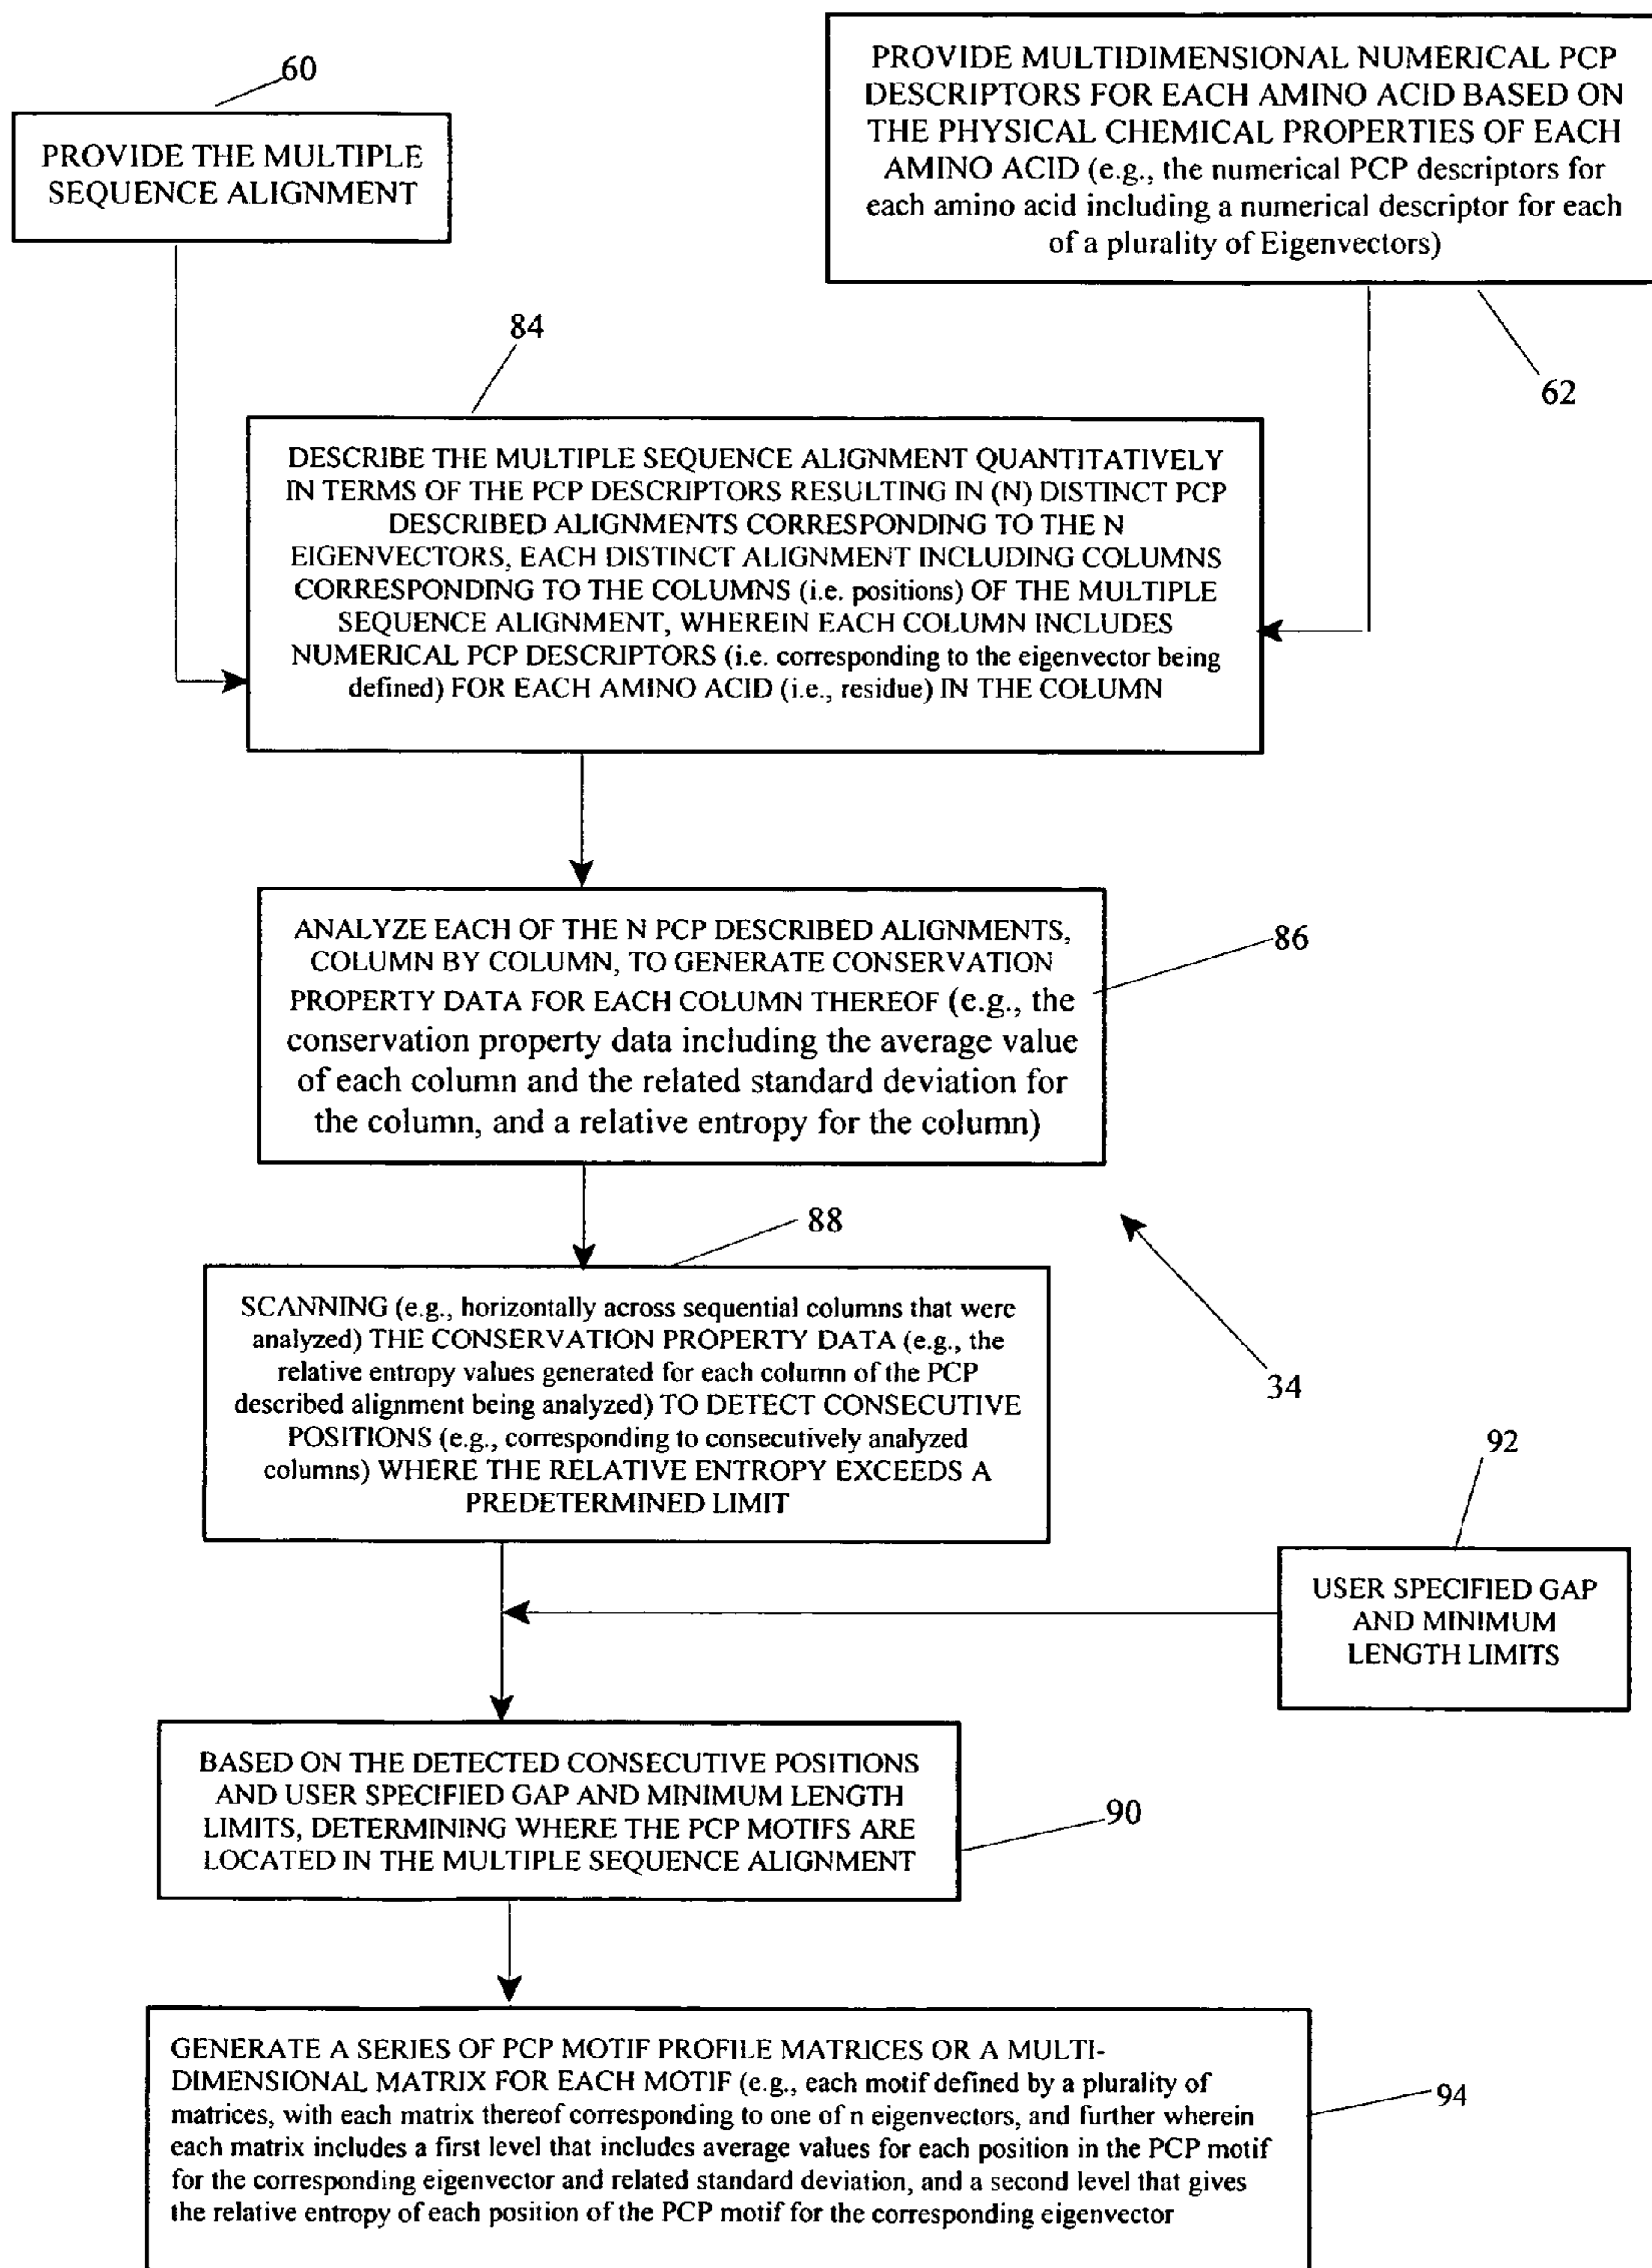 60
PROVIDE THE MULTIPLE
SEQUENCE ALIGNMENT
PROVIDE MULTIDIMENSIONAL NUMERICAL PCP
DESCRIPTORS FOR EACH AMINO ACID BASED ON
THE PHYSICAL CHEMICAL PROPERTIES OF EACH
AMINO ACID (e.g., the numerical PCP descriptors for
each amino acid including a numerical descriptor for each
of a plurality of Eigenvectors)
62
84
DESCRIBE THE MULTIPLE SEQUENCE ALIGNMENT QUANTITATIVELY
IN TERMS OF THE PCP DESCRIPTORS RESULTING IN (N) DISTINCT PCP
DESCRIBED ALIGNMENTS CORRESPONDING TO THE N
EIGENVECTORS, EACH DISTINCT ALIGNMENT INCLUDING COLUMNS
CORRESPONDING TO THE COLUMNS (i.e. positions) OF THE MULTIPLE
SEQUENCE ALIGNMENT, WHEREIN EACH COLUMN INCLUDES
NUMERICAL PCP DESCRIPTORS (i.e. corresponding to the eigenvector being
defined) FOR EACH AMINO ACID (i.e., residue) IN THE COLUMN
ANALYZE EACH OF THE N PCP DESCRIBED ALIGNMENTS,
COLUMN BY COLUMN, TO GENERATE CONSERVATION
PROPERTY DATA FOR EACH COLUMN THEREOF (e.g., the
conservation property data including the average value
of each column and the related standard deviation for
the column, and a relative entropy for the column)
86
88
SCANNING (e.g., horizontally across sequential columns that were
analyzed) THE CONSERVATION PROPERTY DATA (e.g., the
relative entropy values generated for each column of the PCP
described alignment being analyzed) TO DETECT CONSECUTIVE
POSITIONS (e.g., corresponding to consecutively analyzed
columns) WHERE THE RELATIVE ENTROPY EXCEEDS A
PREDETERMINED LIMIT
34
92
USER SPECIFIED GAP
AND MINIMUM
LENGTH LIMITS
BASED ON THE DETECTED CONSECUTIVE POSITIONS
AND USER SPECIFIED GAP AND MINIMUM LENGTH
LIMITS, DETERMINING WHERE THE PCP MOTIFS ARE
LOCATED IN THE MULTIPLE SEQUENCE ALIGNMENT
90
GENERATE A SERIES OF PCP MOTIF PROFILE MATRICES OR A MULTI-
DIMENSIONAL MATRIX FOR EACH MOTIF (e.g., each motif defined by a plurality of
matrices, with each matrix thereof corresponding to one of n eigenvectors, and further wherein
each matrix includes a first level that includes average values for each position in the PCP motif
for the corresponding eigenvector and related standard deviation, and a second level that gives
the relative entropy of each position of the PCP motif for the corresponding eigenvector
94